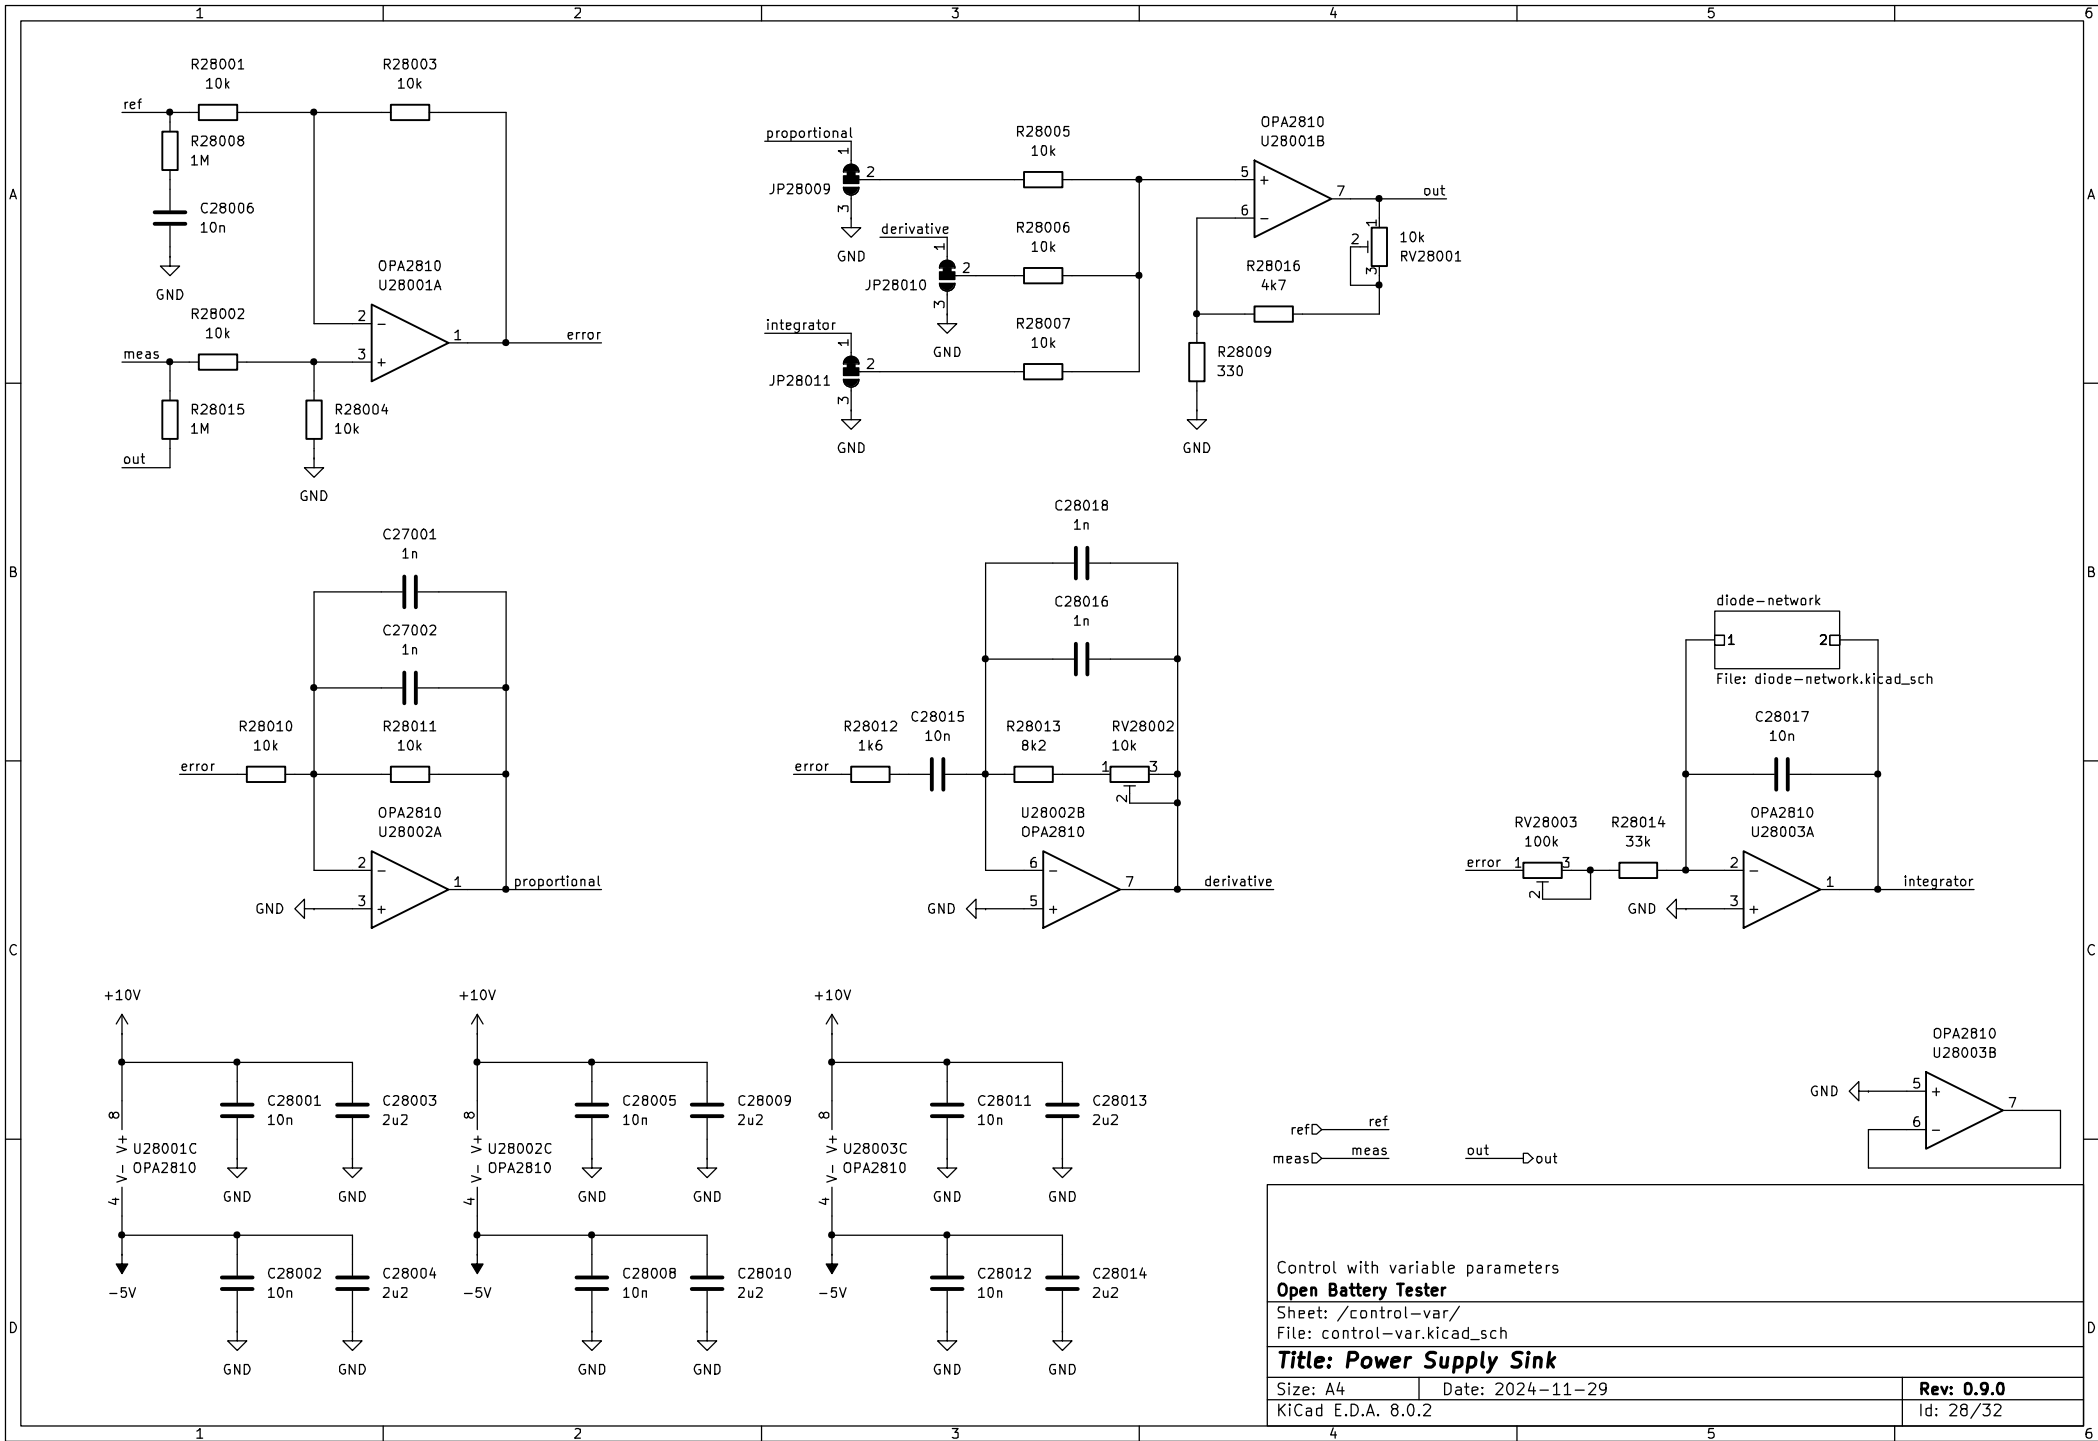 1 2 3 4 5 6
A
B
C
D
A
B
C
D
1 2 3 4 5 6
R28001
10k
R28003
10k
ref
R28008
1M
C28006
10n
GND
R28002
10k
meas
OPA2810
U28001A
2
-
3
+
1
error
R28015
1M
R28004
10k
out
GND
proportional
1
2
3
JP28009
GND
R28005
10k
derivative
1
2
3
JP28010
GND
R28006
10k
integrator
1
2
3
JP28011
GND
R28007
10k
OPA2810
U28001B
5
+
6
-
7
out
1
2
3
10k
RV28001
R28016
4k7
R28009
330
GND
C27001
1n
C27002
1n
R28010
10k
R28011
10k
error
OPA2810
U28002A
2
-
3
+
1
GND
proportional
C28018
1n
C28016
1n
R28012
1k6
C28015
10n
R28013
8k2
RV28002
10k
error
1
3
2
U28002B
OPA2810
6
-
5
+
7
GND
derivative
diode-network
1
2
File: diode-network.kicad_sch
C28017
10n
RV28003
100k
R28014
33k
OPA2810
U28003A
error
1
3
2
2
-
3
+
1
GND
integrator
+10V
8
V+
V-
4
U28001C
OPA2810
C28001
10n
C28003
2u2
GND
GND
-5V
C28002
10n
C28004
2u2
GND
GND
+10V
8
V+
V-
4
U28002C
OPA2810
C28005
10n
C28009
2u2
GND
GND
-5V
C28008
10n
C28010
2u2
GND
GND
+10V
8
V+
V-
4
U28003C
OPA2810
C28011
10n
C28013
2u2
GND
GND
-5V
C28012
10n
C28014
2u2
GND
GND
ref ref
meas meas
out out
OPA2810
U28003B
GND
5
+
6
-
7
Control with variable parameters
Open Battery Tester
Sheet: /control-var/
File: control-var.kicad_sch
Title: Power Supply Sink
Size: A4 Date: 2024-11-29 Rev: 0.9.0
KiCad E.D.A. 8.0.2 Id: 28/32